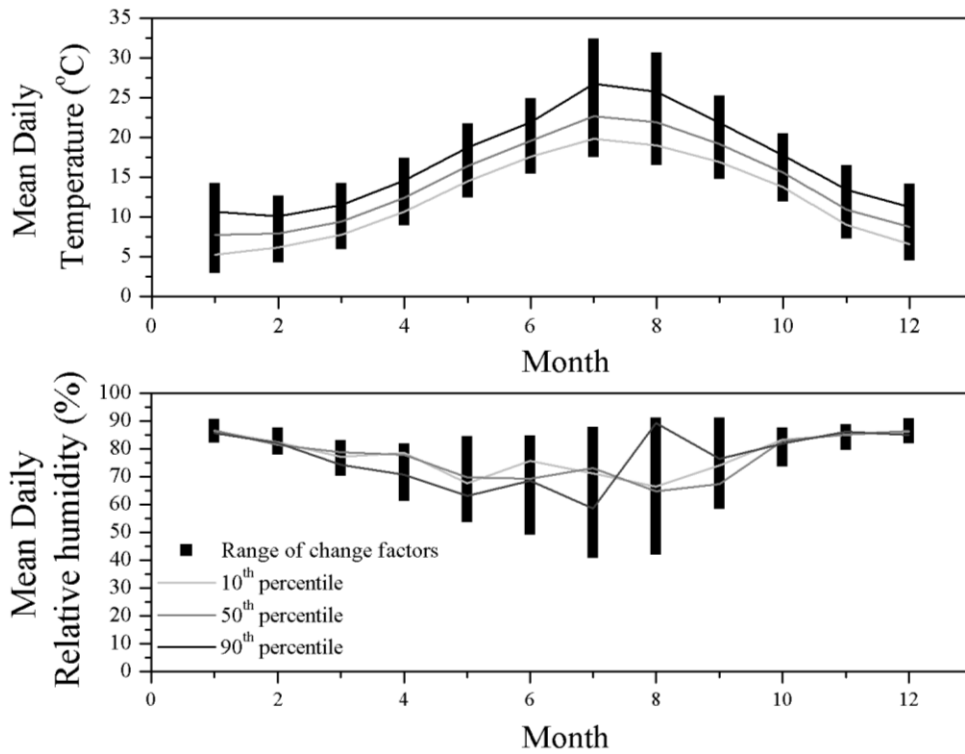 Mean Daily
Temperature (°C)
35
30
25
20
15
10
5
0
0 2 4 6 8 10 12
Month
Mean Daily
Relative humidity (%)
100
90
80
70
60
50
40
30
20
10
0
Range of change factors
10th percentile
50th percentile
90th percentile
0 2 4 6 8 10 12
Month